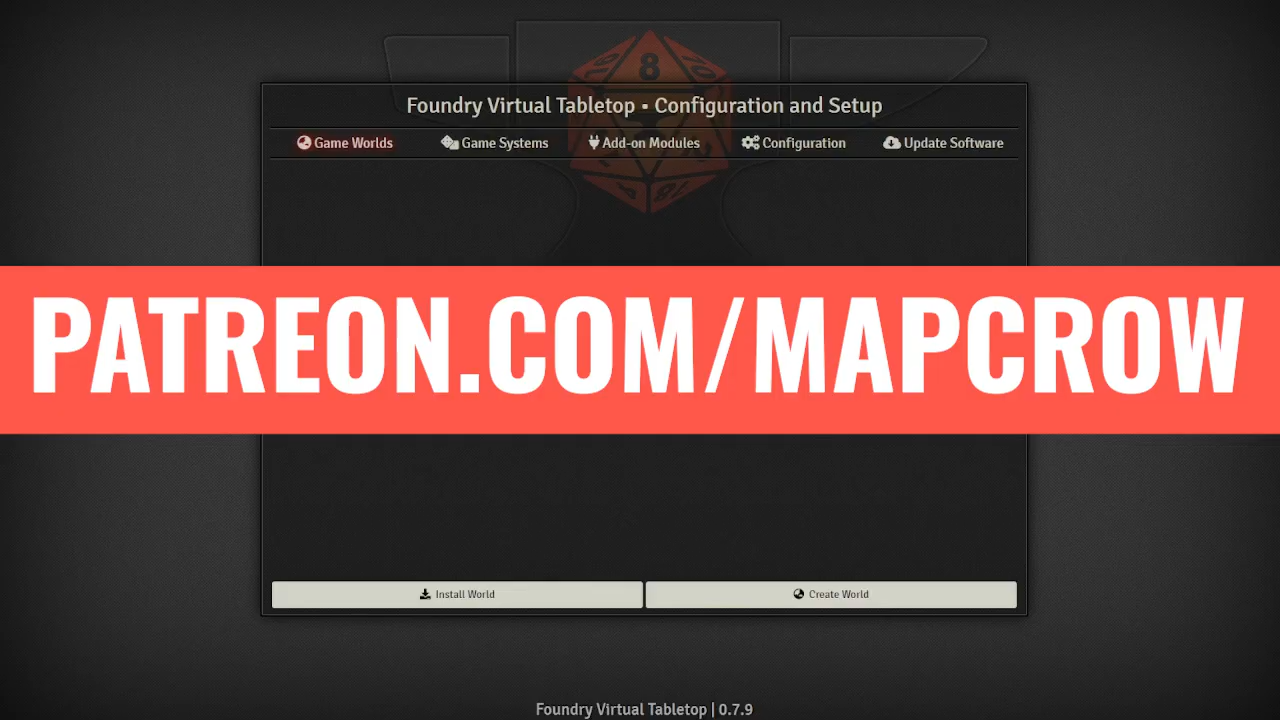 8
Foundry Virtual Tabletop ▪ Configuration and Setup
Game Worlds Game Systems Add-on Modules Configuration Update Software
PATREON.COM/MAPCROW
Install World Create World
Foundry Virtual Tabletop | 0.7.9